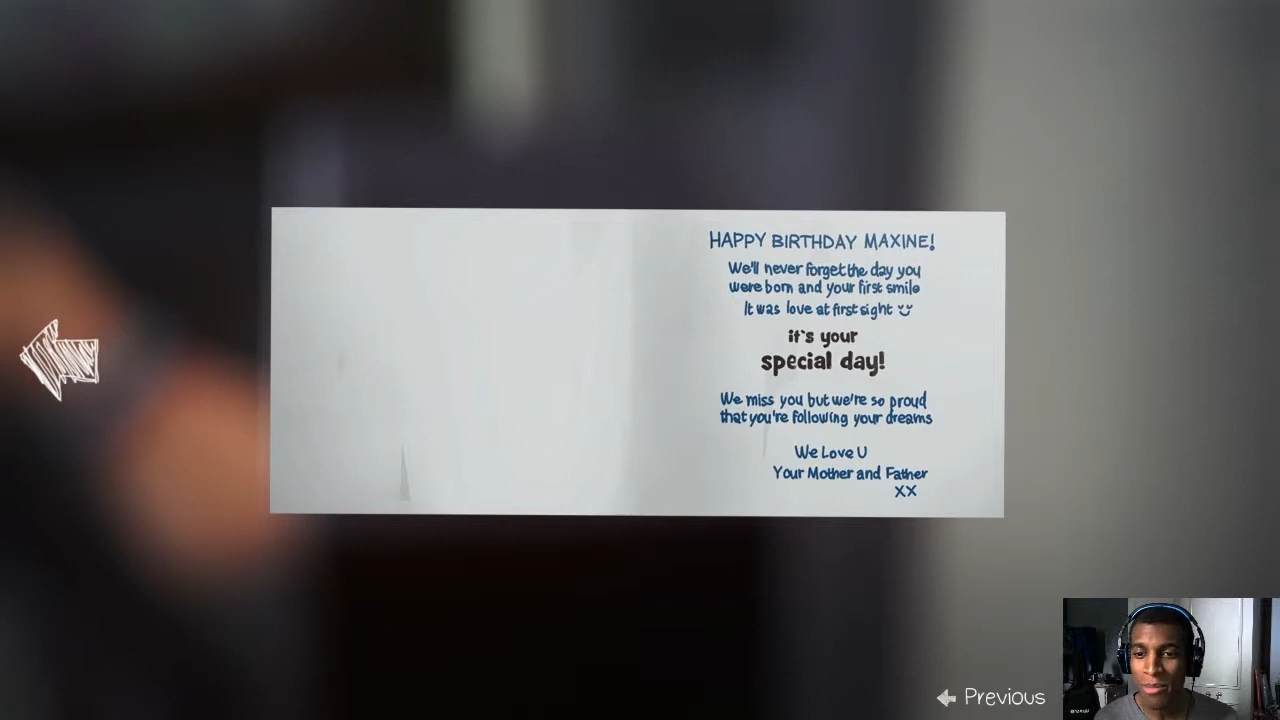 HAPPY BIRTHDAY MAXINE!
We'll never forget the day you
were born and your first smile
It was love at first sight
it's your
special day!
We miss you but we're so proud
that you're following your dreams
We Love U
Your Mother and Father
XX
Previous